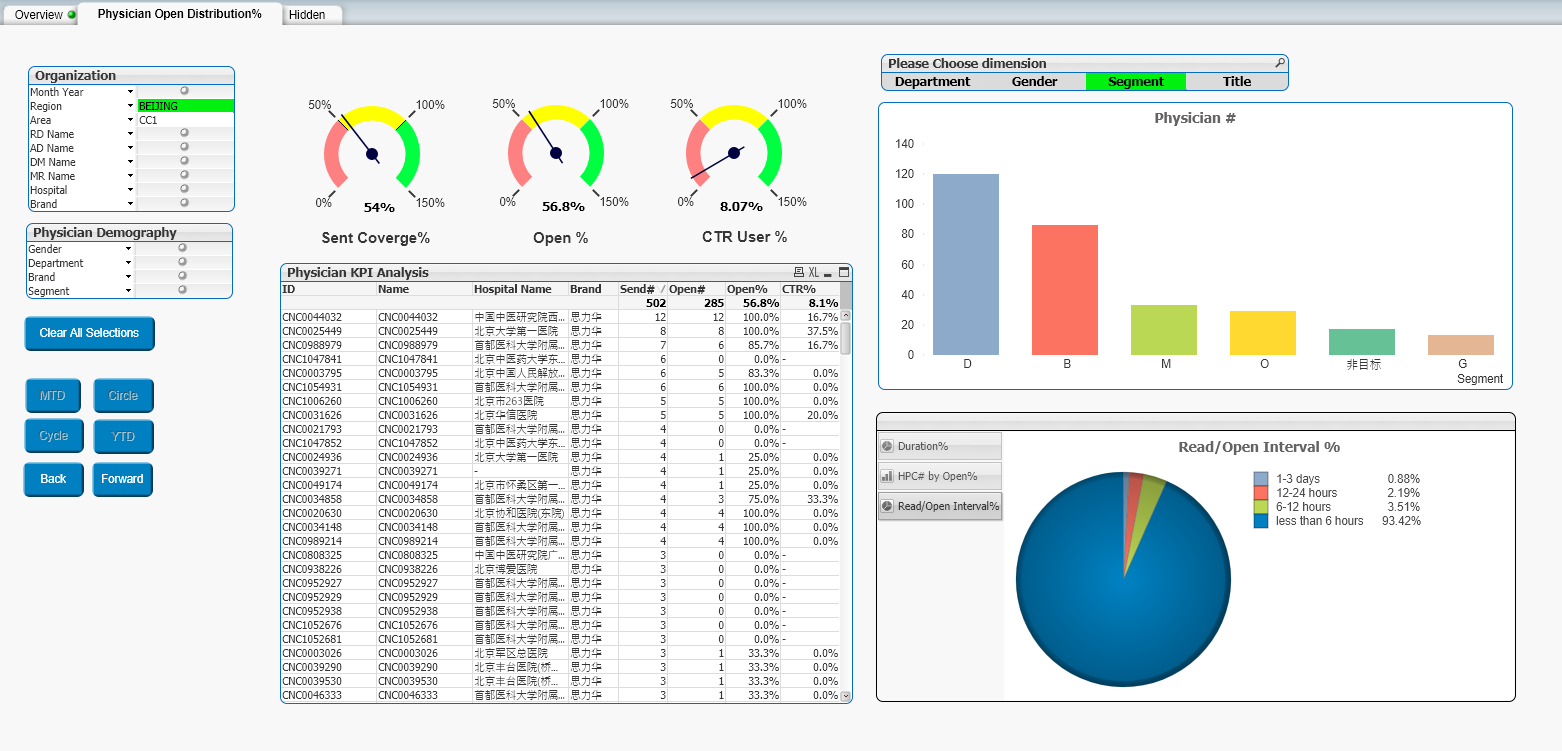 Overview
Physician Open Distribution%
Hidden
Organization
Month Year
Region BEIJING
Area CC1
RD Name
AD Name
DM Name
MR Name
Hospital
Brand
Physician Demography
Gender
Department
Brand
Segment
Clear All Selections
MTD Circle
Cycle YTD
Back Forward
50% 100%
0% 150%
54%
Sent Coverge%
50% 100%
0% 150%
56.8%
Open %
50% 100%
0% 150%
8.07%
CTR User %
Physician KPI Analysis XL
ID Name Hospital Name Brand Send# Open# Open% CTR%
502 285 56.8% 8.1%
CNC0044032 CNC0044032 中国中医研究院西... 思力华 12 12 100.0% 16.7%
CNC0025449 CNC0025449 北京大学第一医院 思力华 8 8 100.0% 37.5%
CNC0988979 CNC0988979 首都医科大学附属... 思力华 7 6 85.7% 16.7%
CNC1047841 CNC1047841 北京中医药大学东... 思力华 6 0 0.0% -
CNC0003795 CNC0003795 北京中国人民解放... 思力华 6 5 83.3% 0.0%
CNC1054931 CNC1054931 首都医科大学附属... 思力华 6 6 100.0% 0.0%
CNC1006260 CNC1006260 北京市263医院 思力华 5 5 100.0% 0.0%
CNC0031626 CNC0031626 北京华信医院 思力华 5 5 100.0% 20.0%
CNC0021793 CNC0021793 首都医科大学附属... 思力华 4 0 0.0% -
CNC1047852 CNC1047852 北京中医药大学东... 思力华 4 0 0.0% -
CNC0024936 CNC0024936 北京大学第一医院 思力华 4 1 25.0% 0.0%
CNC0039271 CNC0039271 - 思力华 4 1 25.0% 0.0%
CNC0049174 CNC0049174 北京市怀柔区第一... 思力华 4 1 25.0% 0.0%
CNC0034858 CNC0034858 首都医科大学附属... 思力华 4 3 75.0% 33.3%
CNC0020630 CNC0020630 北京协和医院(东院) 思力华 4 4 100.0% 0.0%
CNC0034148 CNC0034148 首都医科大学附属... 思力华 4 4 100.0% 0.0%
CNC0989214 CNC0989214 首都医科大学附属... 思力华 4 4 100.0% 0.0%
CNC0808325 CNC0808325 中国中医研究院广... 思力华 3 0 0.0% -
CNC0938226 CNC0938226 北京博爱医院 思力华 3 0 0.0% -
CNC0952927 CNC0952927 首都医科大学附属... 思力华 3 0 0.0% -
CNC0952929 CNC0952929 首都医科大学附属... 思力华 3 0 0.0% -
CNC0952938 CNC0952938 首都医科大学附属... 思力华 3 0 0.0% -
CNC1052676 CNC1052676 首都医科大学附属... 思力华 3 0 0.0% -
CNC1052681 CNC1052681 首都医科大学附属... 思力华 3 0 0.0% -
CNC0003026 CNC0003026 北京军区总医院 思力华 3 1 33.3% 0.0%
CNC0039290 CNC0039290 北京丰台医院(桥... 思力华 3 1 33.3% 0.0%
CNC0039530 CNC0039530 北京丰台医院(桥... 思力华 3 1 33.3% 0.0%
CNC0046333 CNC0046333 首都医科大学附属... 思力华 3 1 33.3% 0.0%
Please Choose dimension
Department Gender Segment Title
Physician #
140
120
100
80
60
40
20
0
D B M O 非目标 G
Segment
Duration%
HPC# by Open%
Read/Open Interval%
Read/Open Interval %
1-3 days 0.88%
12-24 hours 2.19%
6-12 hours 3.51%
less than 6 hours 93.42%